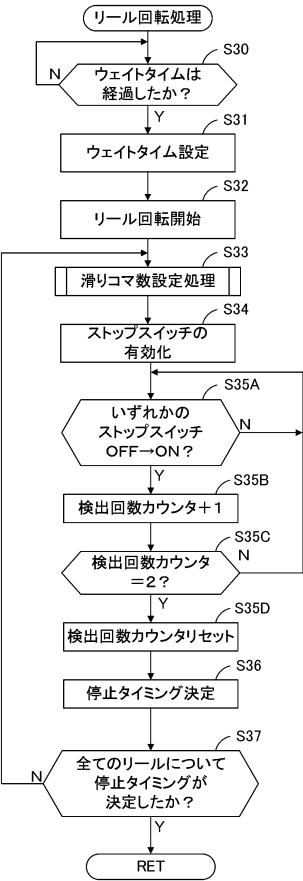 リール回転処理
S30
ウェイトタイムは
経過したか？
N
Y
S31
ウェイトタイム設定
S32
リール回転開始
S33
滑りコマ数設定処理
S34
ストップスイッチの
有効化
S35A
いずれかの
ストップスイッチ
OFF→ON？
N
Y
S35B
検出回数カウンタ＋１
S35C
検出回数カウンタ
＝２？
N
Y
S35D
検出回数カウンタリセット
S36
停止タイミング決定
S37
全てのリールについて
停止タイミングが
決定したか？
N
Y
RET